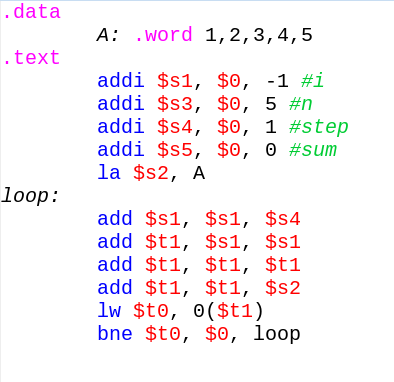 .data
A: .word 1,2,3,4,5
.text
addi $s1, $0, -1 #i
addi $s3, $0, 5 #n
addi $s4, $0, 1 #step
addi $s5, $0, 0 #sum
la $s2, A
loop:
add $s1, $s1, $s4
add $t1, $s1, $s1
add $t1, $t1, $t1
add $t1, $t1, $s2
lw $t0, 0($t1)
bne $t0, $0, loop